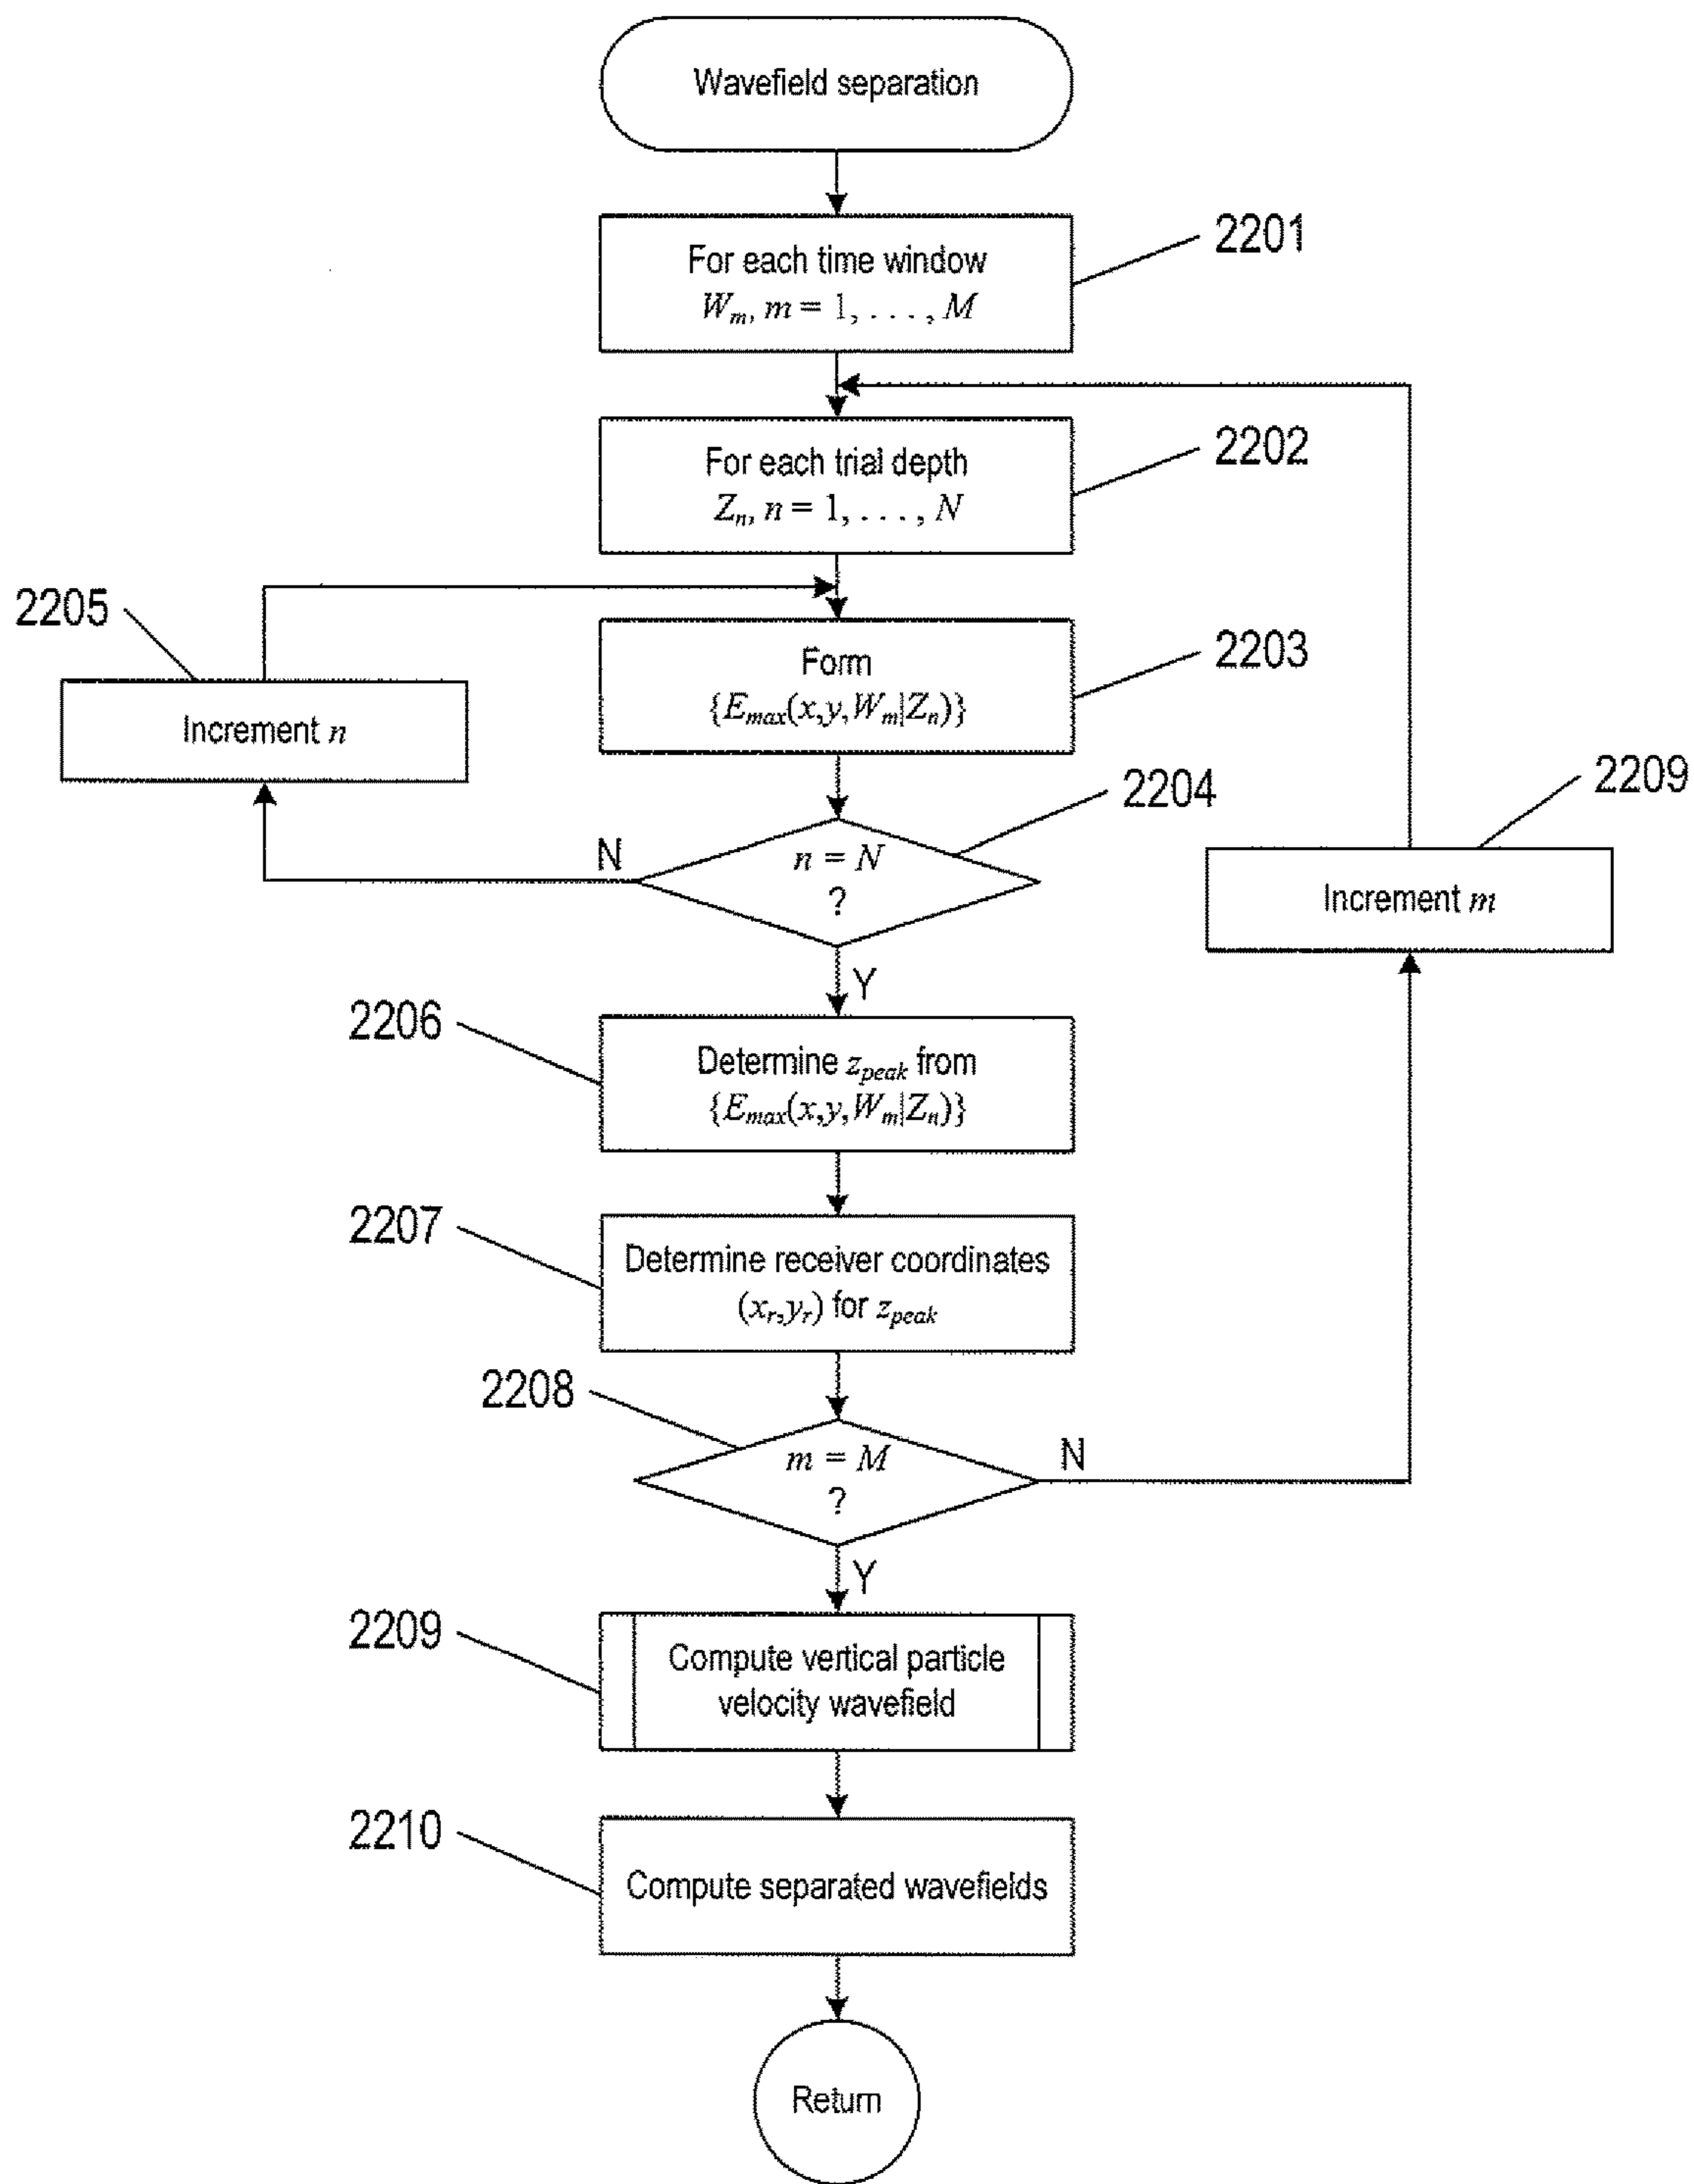 Wavefield separation
2201
For each time window
Wm, m = 1, . . . , M
2202
For each trial depth
Zn, n = 1, . . . , N
2205
2203
Form
{Emax(x,y,Wm|Zn)}
Increment n
2204
2209
N
n = N
?
Increment m
Y
2206
Determine zpeak from
{Emax(x,y,Wm|Zn)}
2207
Determine receiver coordinates
(xr,yr) for zpeak
2208
m = M
?
N
Y
2209
Compute vertical particle
velocity wavefield
2210
Compute separated wavefields
Return